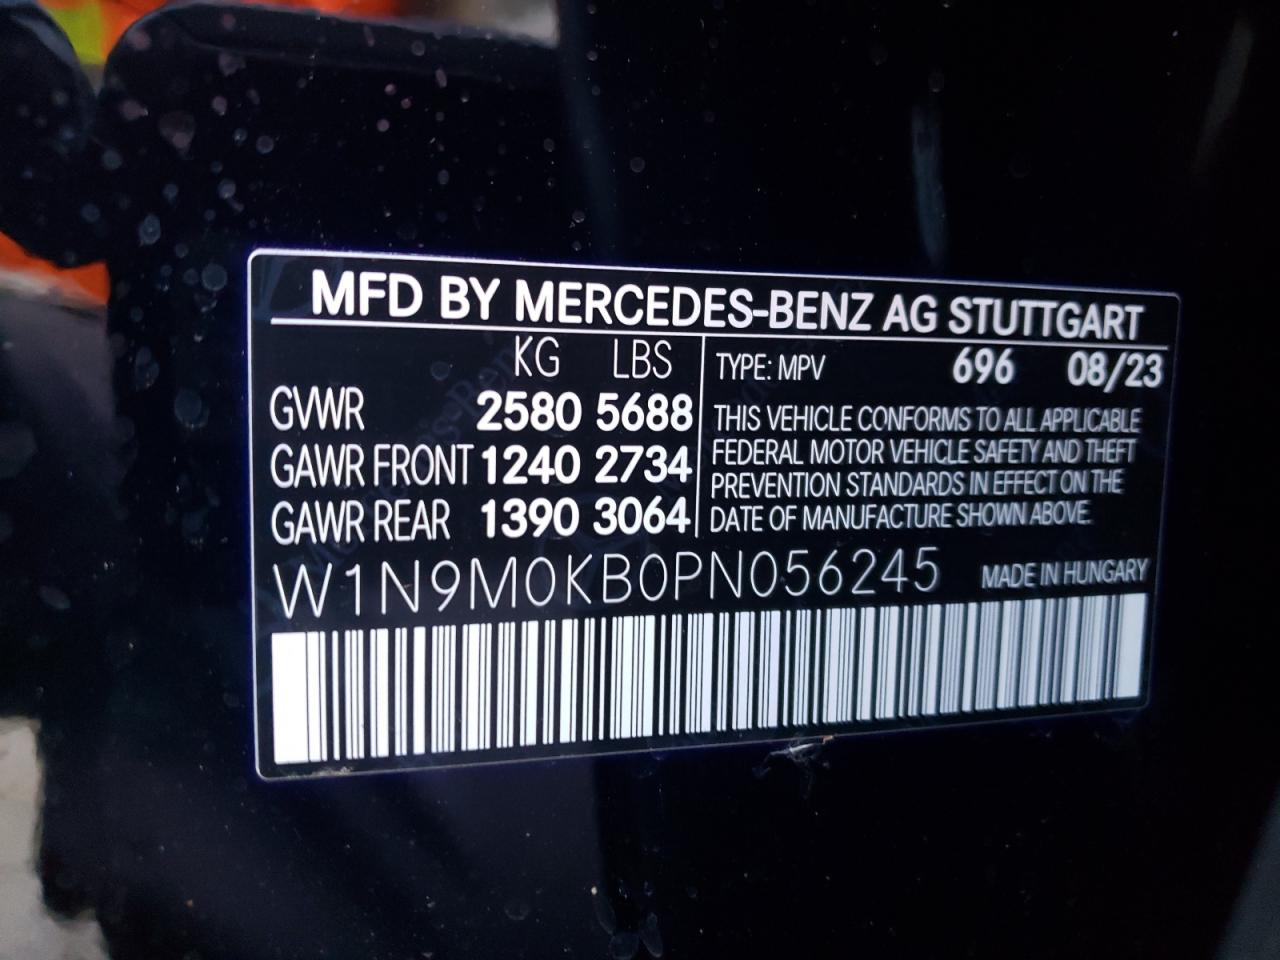 MFD BY MERCEDES-BENZ AG STUTTGART
KG LBS
GVWR 2580 5688
GAWR FRONT 1240 2734
GAWR REAR 1390 3064
TYPE: MPV 696 08/23
THIS VEHICLE CONFORMS TO ALL APPLICABLE
FEDERAL MOTOR VEHICLE SAFETY AND THEFT
PREVENTION STANDARDS IN EFFECT ON THE
DATE OF MANUFACTURE SHOWN ABOVE.
W1N9M0KB0PN056245 MADE IN HUNGARY